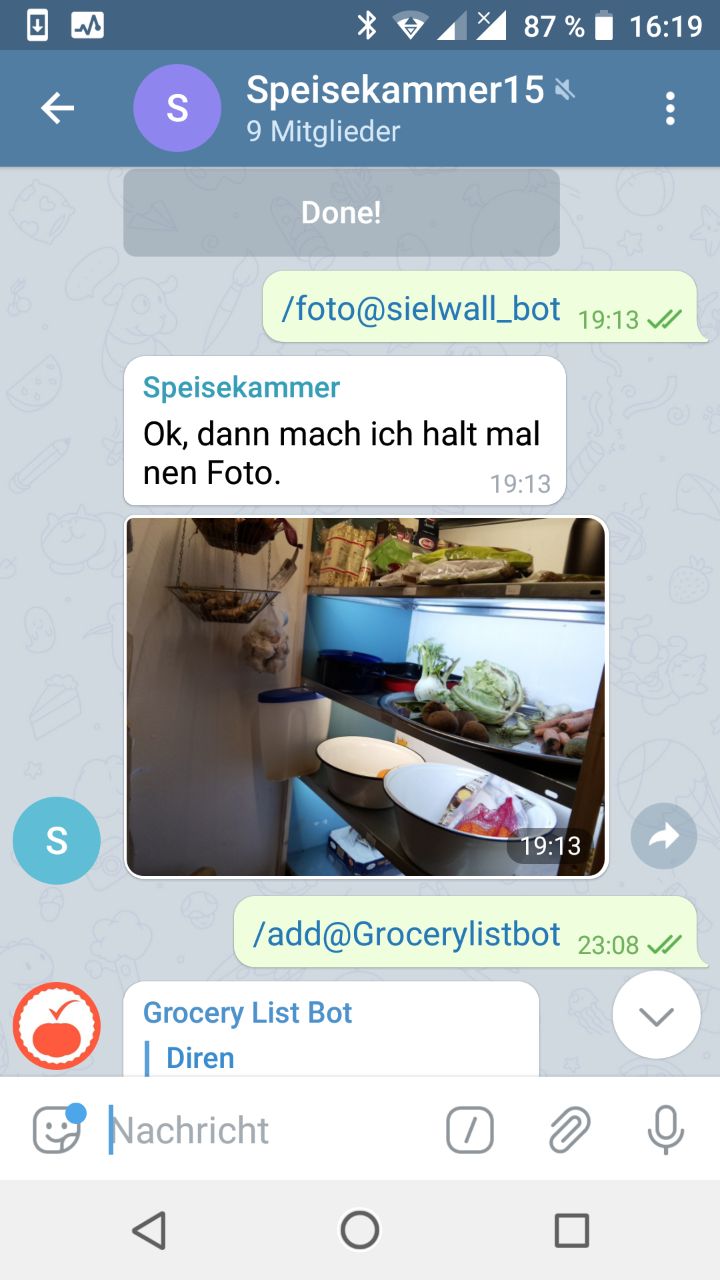 87 % 16:19
S
Speisekammer15
9 Mitglieder
Done!
/foto@sielwall_bot 19:13
Speisekammer
Ok, dann mach ich halt mal
nen Foto.
19:13
19:13
S
/add@Grocerylistbot 23:08
Grocery List Bot
Diren
Nachricht